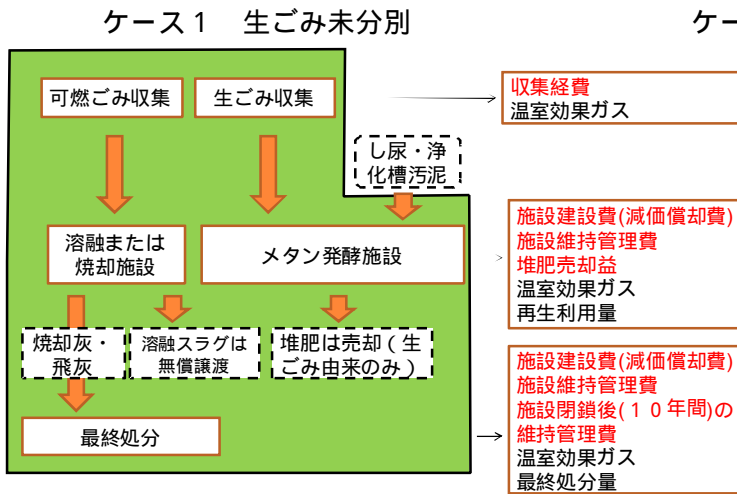 ケース１　生ごみ未分別
ケー
可燃ごみ収集
生ごみ収集
収集経費
温室効果ガス
し尿・浄
化槽汚泥
溶融または
焼却施設
メタン発酵施設
施設建設費(減価償却費)
施設維持管理費
堆肥売却益
温室効果ガス
再生利用量
焼却灰・
飛灰
溶融スラグは
無償譲渡
堆肥は売却（生
ごみ由来のみ）
最終処分
施設建設費(減価償却費)
施設維持管理費
施設閉鎖後(１０年間)の
維持管理費
温室効果ガス
最終処分量